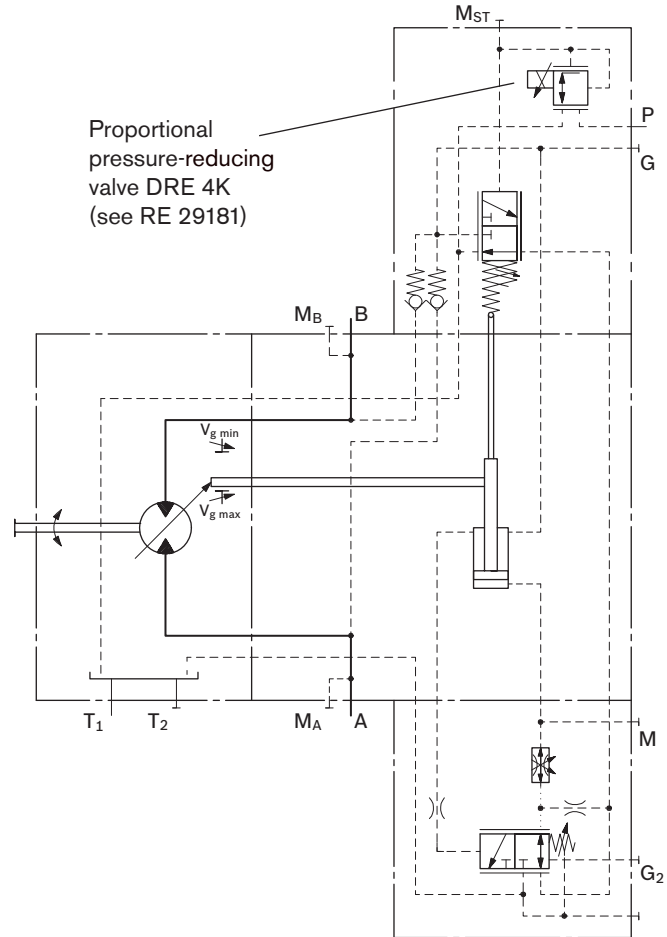 MST
Proportional
pressure-reducing
valve DRE 4K
(see RE 29181)
P
G
MB
B
Vg min
Vg max
T1
T2
MA
A
M
G2